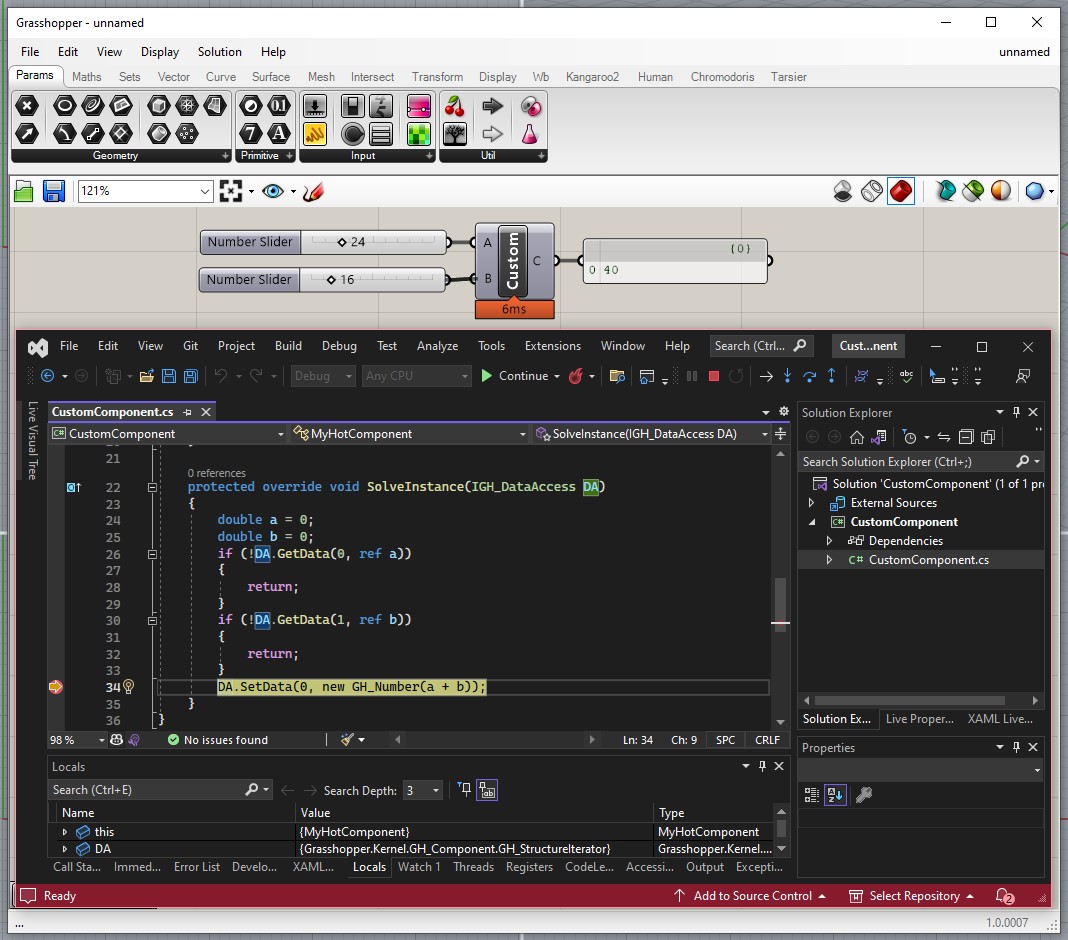 Grasshopper - unnamed
File Edit View Display Solution Help unnamed
Params Maths Sets Vector Curve Surface Mesh Intersect Transform Display Wb Kangaroo2 Human Chromodoris Tarsier
Geometry Primitive Input Util
121%
Number Slider 24
Number Slider 16
A B Custom C
6ms
{0}
0 40
File Edit View Git Project Build Debug Test Analyze Tools Extensions Window Help Search (Ctrl... Cust...nent
Debug Any CPU Continue
Live Visual Tree
CustomComponent.cs
CustomComponent MyHotComponent SolveInstance(IGH_DataAccess DA)
21
0 references
22 protected override void SolveInstance(IGH_DataAccess DA)
23 {
24 double a = 0;
25 double b = 0;
26 if (!DA.GetData(0, ref a))
27 {
28 return;
29 }
30 if (!DA.GetData(1, ref b))
31 {
32 return;
33 }
34 DA.SetData(0, new GH_Number(a + b));
35 }
36 }
98 % No issues found Ln: 34 Ch: 9 SPC CRLF
Solution Explorer
Search Solution Explorer (Ctrl+;)
Solution 'CustomComponent' (1 of 1 pr
External Sources
CustomComponent
Dependencies
C# CustomComponent.cs
Solution Ex... Live Proper... XAML Live...
Properties
Locals
Search (Ctrl+E) Search Depth: 3
Name Value Type
this {MyHotComponent} MyHotComponent
DA {Grasshopper.Kernel.GH_Component.GH_StructureIterator} Grasshopper.Kernel....
Call Sta... Immed... Error List Develo... XAML... Locals Watch 1 Threads Registers CodeLe... Accessi... Output Excepti...
Ready Add to Source Control Select Repository 2
... 1.0.0007